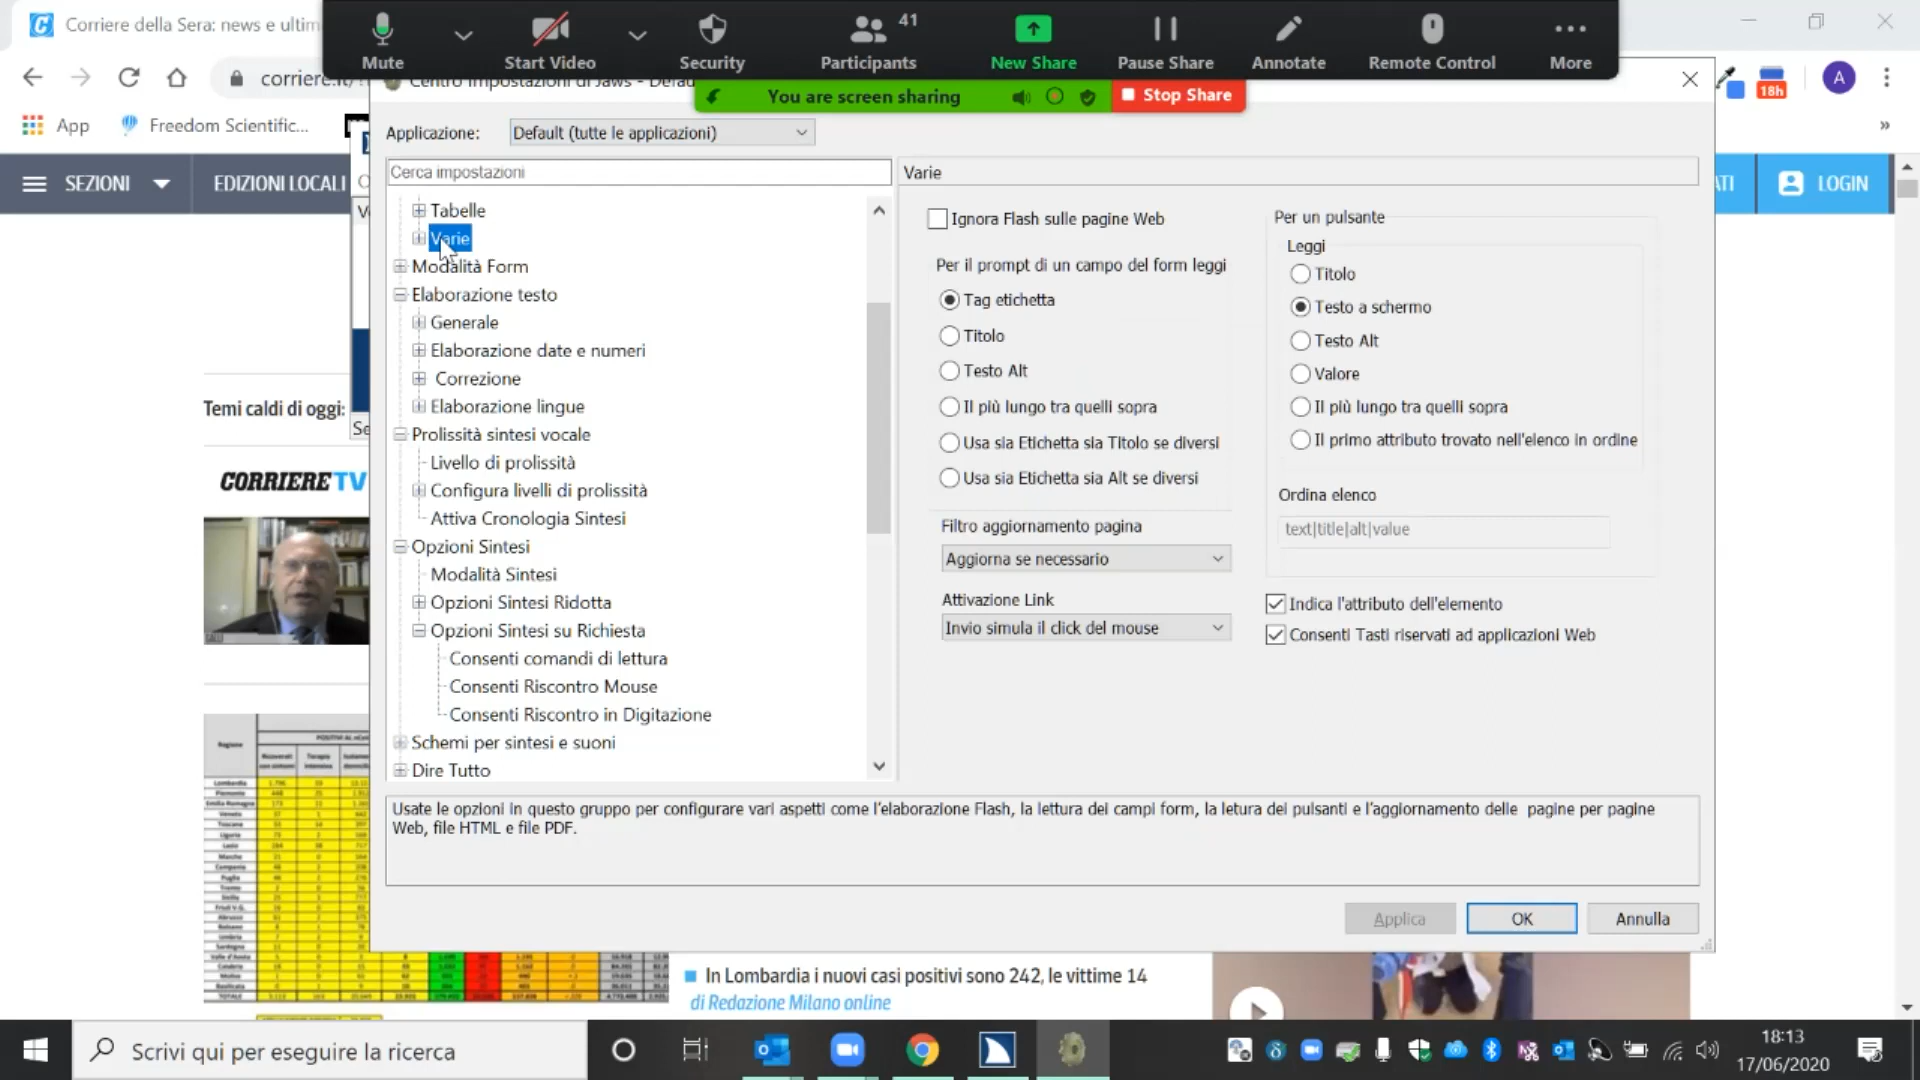 Corriere della Sera: news e ultim
Mute
Start Video
Security
41
Participants
New Share
Pause Share
Annotate
Remote Control
More
You are screen sharing
Stop Share
corriere.it/
A
18h
App
Freedom Scientific...
»
SEZIONI
EDIZIONI LOCALI
LOGIN
Applicazione:
Default (tutte le applicazioni)
Cerca impostazioni
Varie
Tabelle
Varie
Modalità Form
Elaborazione testo
Generale
Elaborazione date e numeri
Correzione
Elaborazione lingue
Prolissità sintesi vocale
Livello di prolissità
Configura livelli di prolissità
Attiva Cronologia Sintesi
Opzioni Sintesi
Modalità Sintesi
Opzioni Sintesi Ridotta
Opzioni Sintesi su Richiesta
Consenti comandi di lettura
Consenti Riscontro Mouse
Consenti Riscontro in Digitazione
Schemi per sintesi e suoni
Dire Tutto
Ignora Flash sulle pagine Web
Per il prompt di un campo del form leggi
Tag etichetta
Titolo
Testo Alt
Il più lungo tra quelli sopra
Usa sia Etichetta sia Titolo se diversi
Usa sia Etichetta sia Alt se diversi
Filtro aggiornamento pagina
Aggiorna se necessario
Attivazione Link
Invio simula il click del mouse
Per un pulsante
Leggi
Titolo
Testo a schermo
Testo Alt
Valore
Il più lungo tra quelli sopra
Il primo attributo trovato nell'elenco in ordine
Ordina elenco
text|title|alt|value
Indica l'attributo dell'elemento
Consenti Tasti riservati ad applicazioni Web
Usate le opzioni in questo gruppo per configurare vari aspetti come l'elaborazione Flash, la lettura dei campi form, la letura dei pulsanti e l'aggiornamento delle pagine per pagine
Web, file HTML e file PDF.
Applica
OK
Annulla
Temi caldi di oggi:
CORRIERE TV
In Lombardia i nuovi casi positivi sono 242, le vittime 14
di Redazione Milano online
Scrivi qui per eseguire la ricerca
18:13
17/06/2020